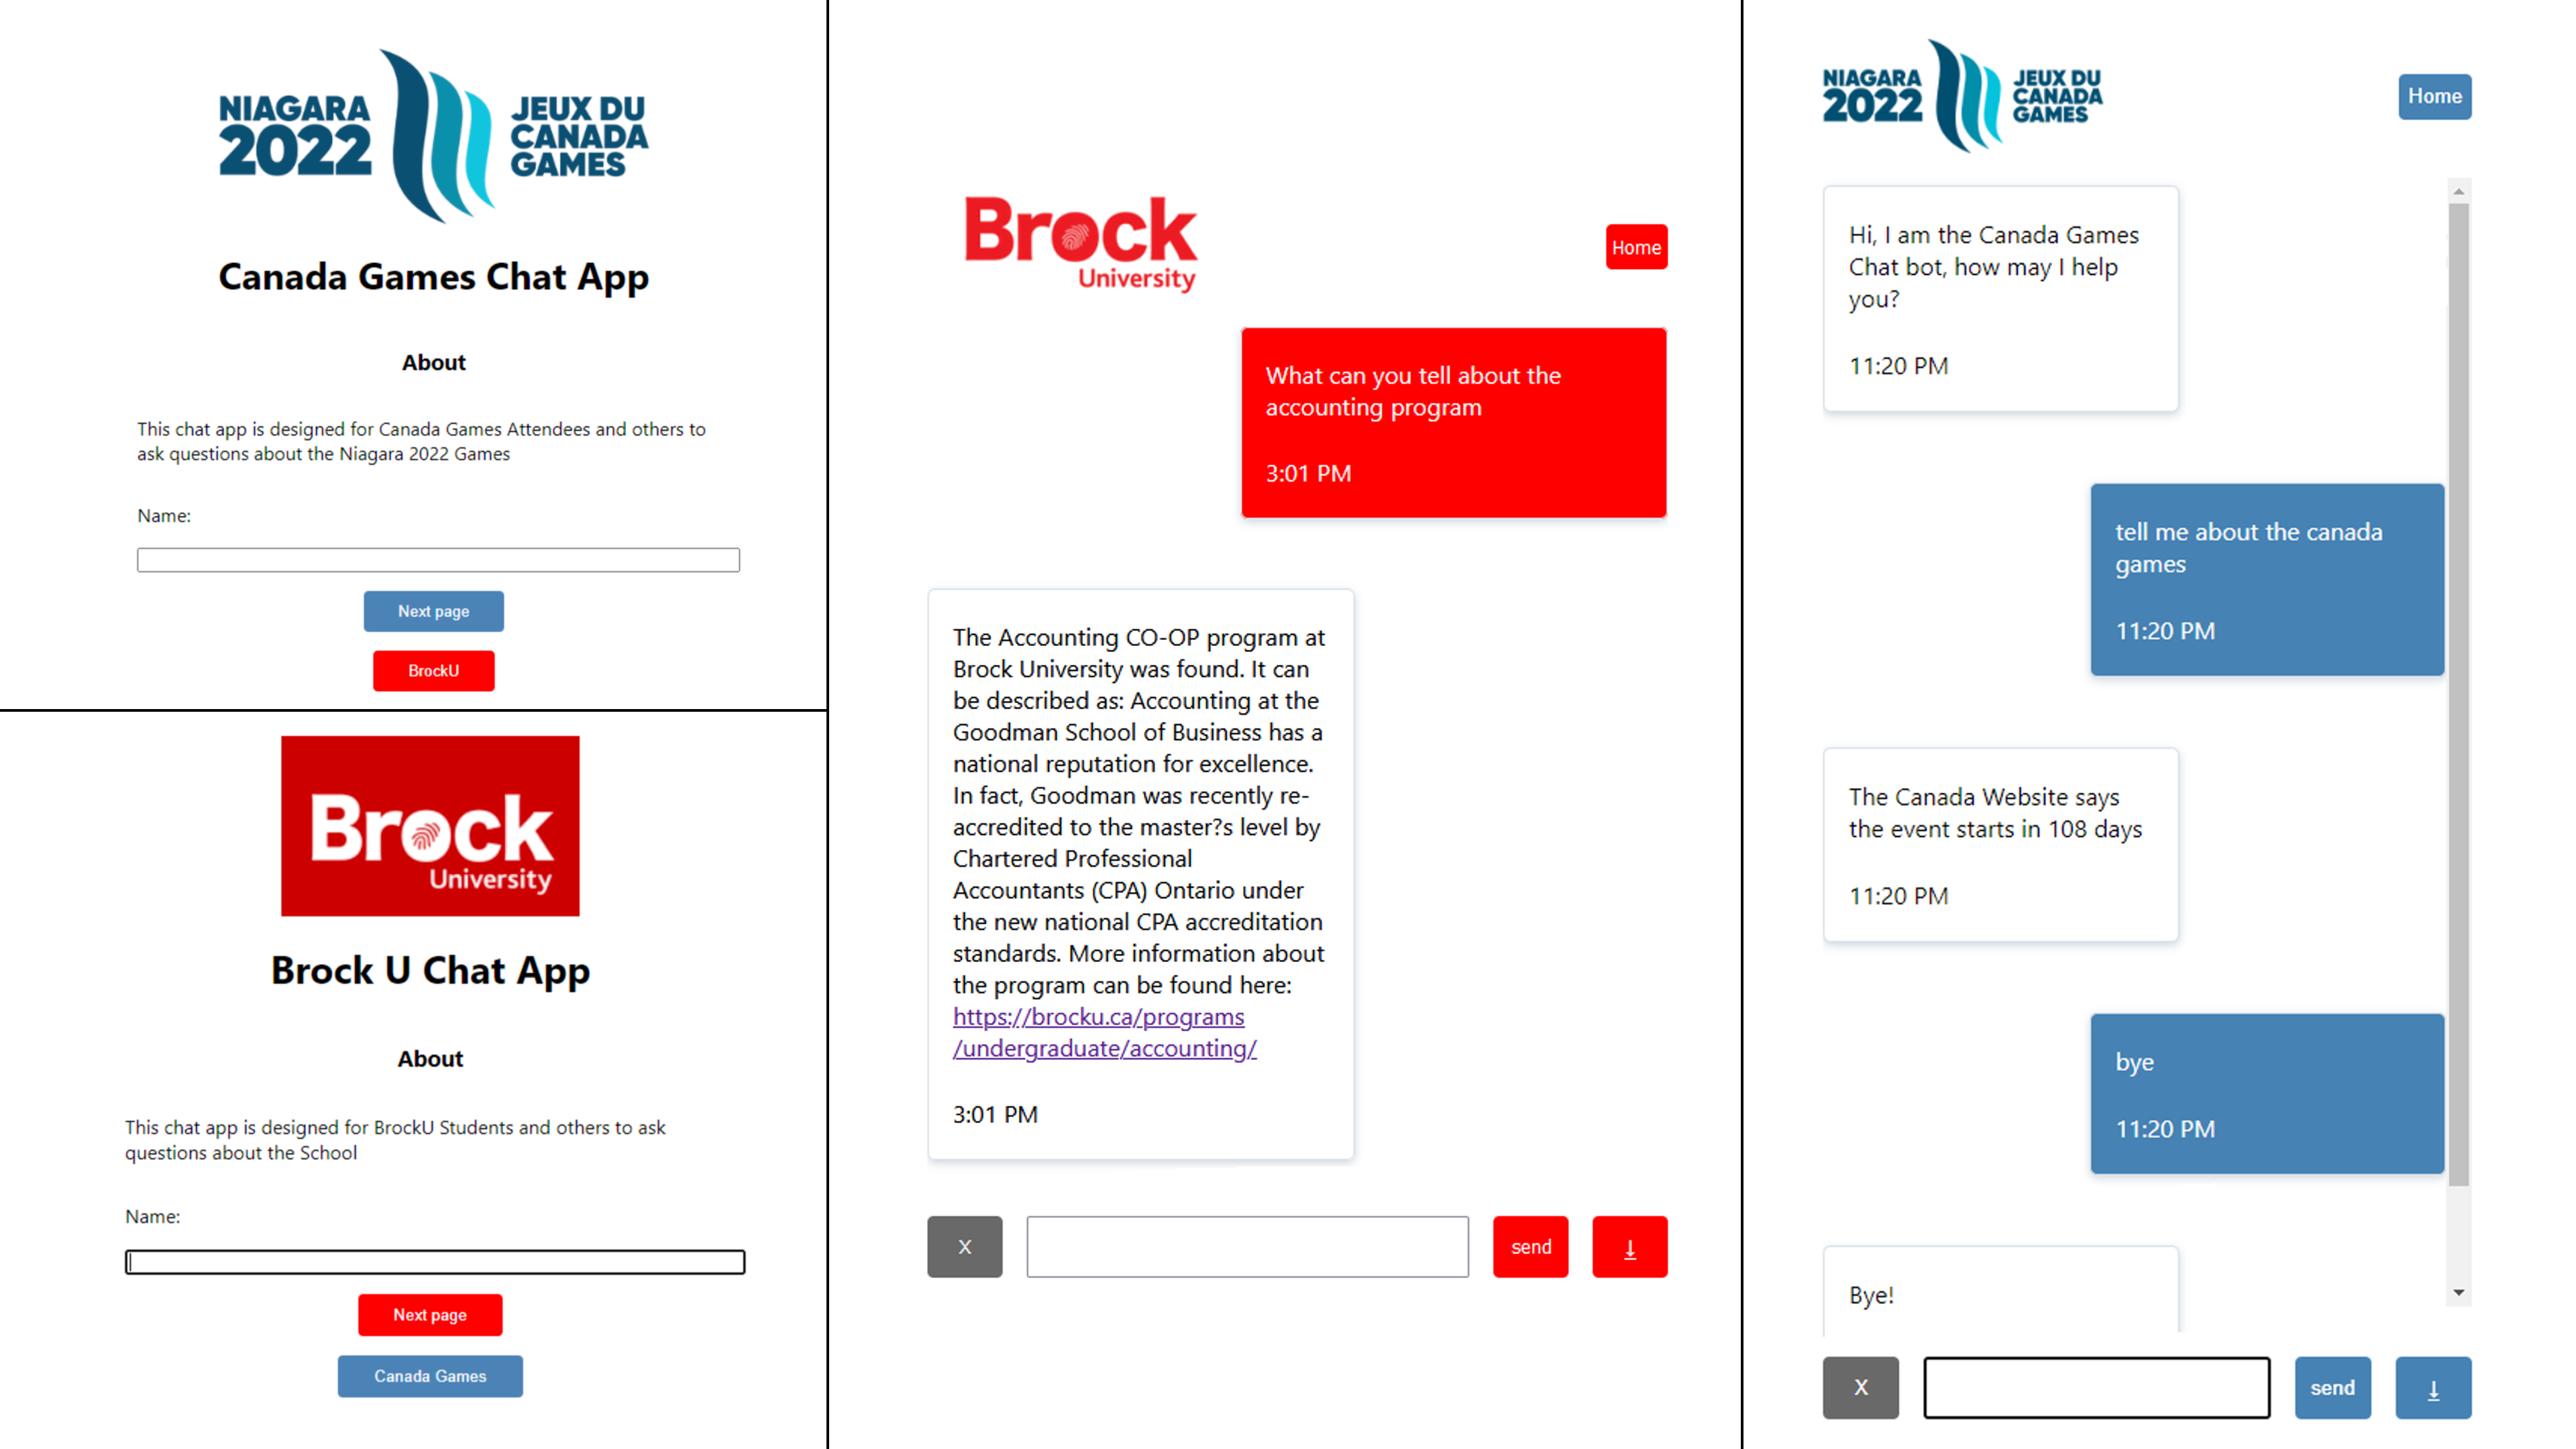 NIAGARA
2022
JEUX DU
CANADA
GAMES
Canada Games Chat App
About
This chat app is designed for Canada Games Attendees and others to
ask questions about the Niagara 2022 Games
Name:
Next page
BrockU
Brock
University
Brock U Chat App
About
This chat app is designed for BrockU Students and others to ask
questions about the School
Name:
Next page
Canada Games
Brock
University
Home
What can you tell about the
accounting program
3:01 PM
The Accounting CO-OP program at
Brock University was found. It can
be described as: Accounting at the
Goodman School of Business has a
national reputation for excellence.
In fact, Goodman was recently re-
accredited to the master?s level by
Chartered Professional
Accountants (CPA) Ontario under
the new national CPA accreditation
standards. More information about
the program can be found here:
https://brocku.ca/programs
/undergraduate/accounting/
3:01 PM
X
send
NIAGARA
2022
JEUX DU
CANADA
GAMES
Home
Hi, I am the Canada Games
Chat bot, how may I help
you?
11:20 PM
tell me about the canada
games
11:20 PM
The Canada Website says
the event starts in 108 days
11:20 PM
bye
11:20 PM
Bye!
X
send